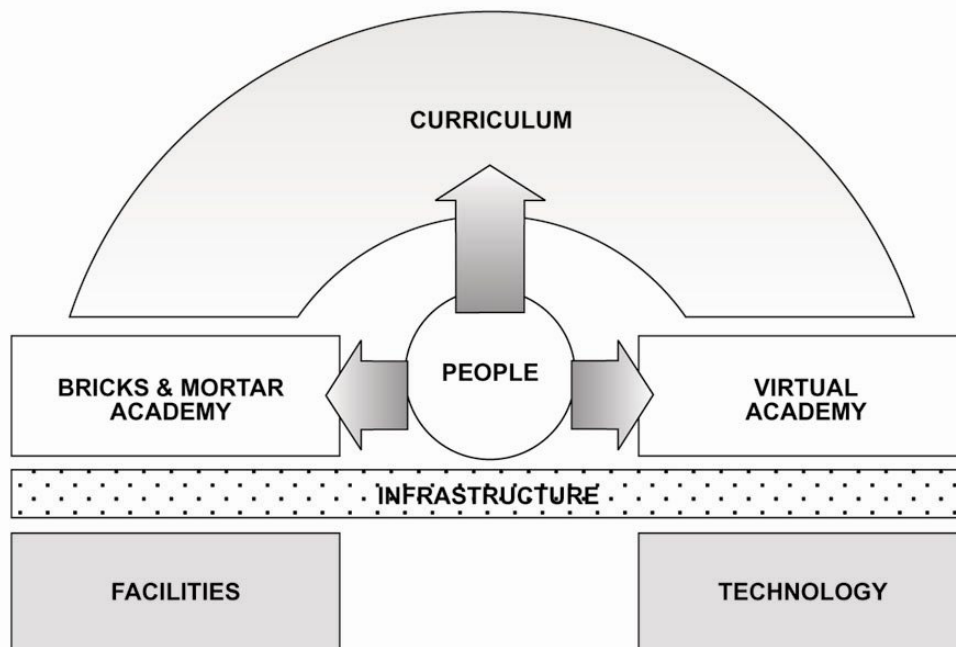 CURRICULUM
PEOPLE
BRICKS & MORTAR
ACADEMY
VIRTUAL
ACADEMY
INFRASTRUCTURE
FACILITIES
TECHNOLOGY